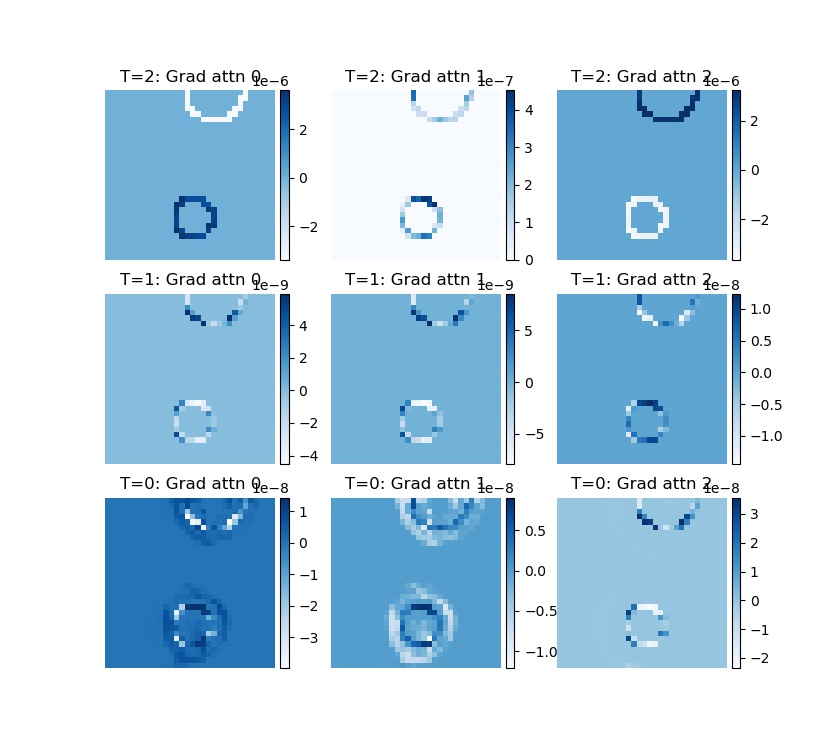 T=2: Grad attn 0
1e−6
2
0
−2
T=2: Grad attn 1
1e−7
4
3
2
1
0
T=2: Grad attn 2
1e−6
2
0
−2
T=1: Grad attn 0
1e−9
4
2
0
−2
−4
T=1: Grad attn 1
1e−9
5
0
−5
T=1: Grad attn 2
1e−8
1.0
0.5
0.0
−0.5
−1.0
T=0: Grad attn 0
1e−8
1
0
−1
−2
−3
T=0: Grad attn 1
1e−8
0.5
0.0
−0.5
−1.0
T=0: Grad attn 2
1e−8
3
2
1
0
−1
−2